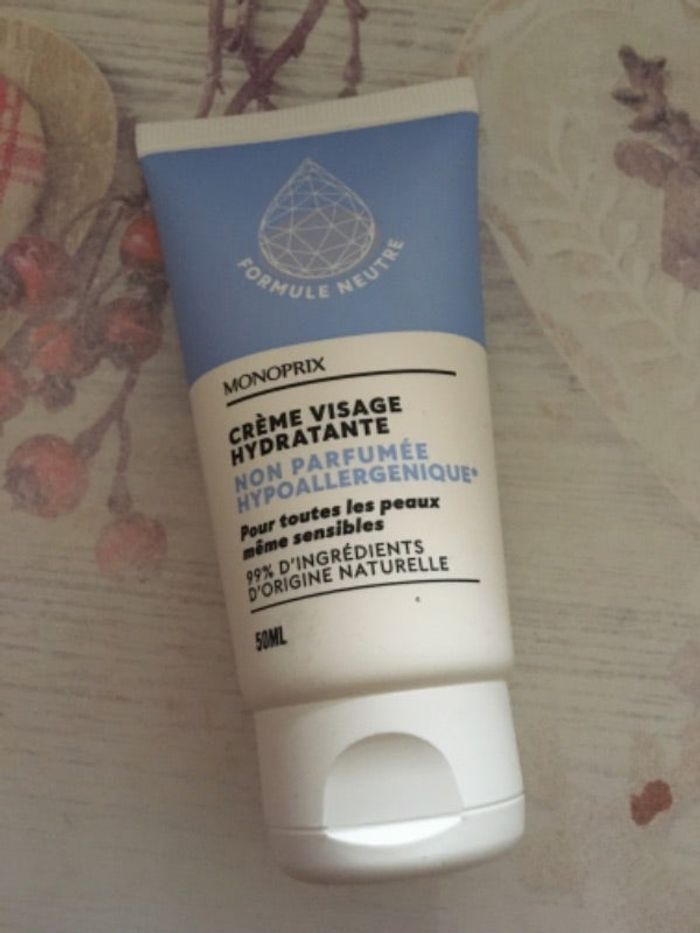 FORMULE NEUTRE
MONOPRIX
CRÈME VISAGE
HYDRATANTE
NON PARFUMÉE
HYPOALLERGENIQUE*
Pour toutes les peaux
même sensibles
99% D'INGRÉDIENTS
D'ORIGINE NATURELLE
50ML